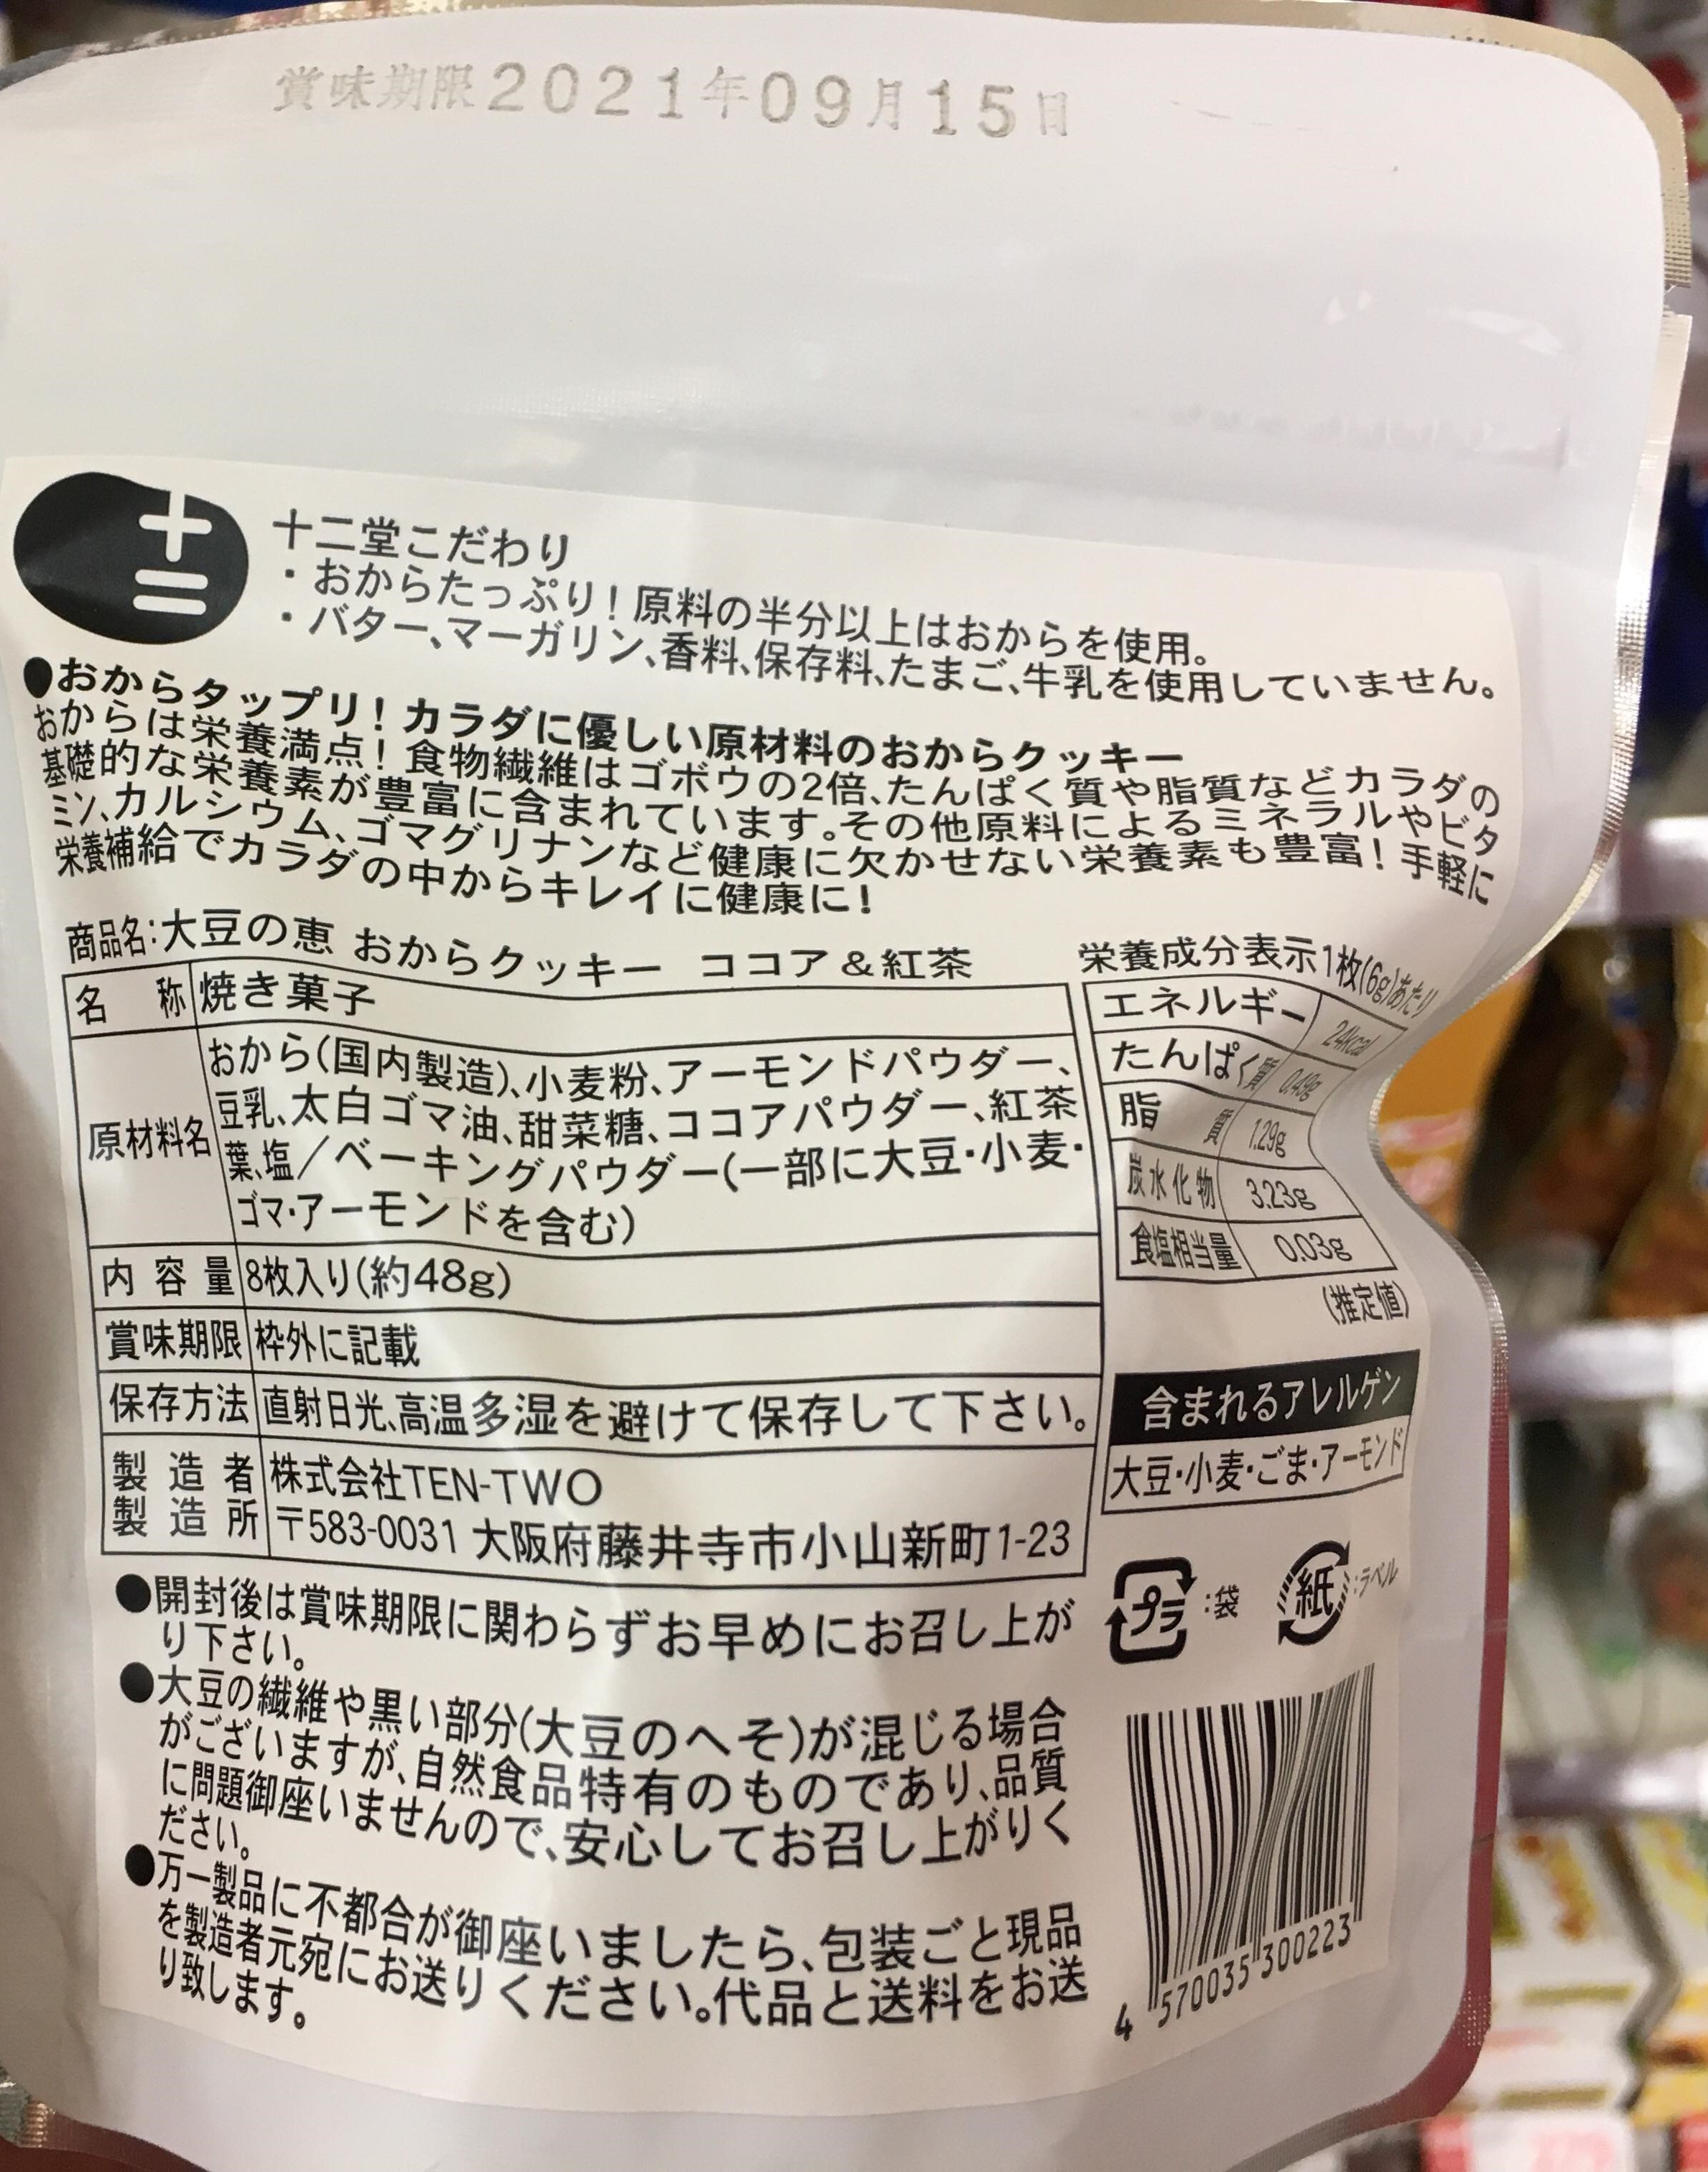 賞味期限2021年09月15日
十二
十二堂こだわり
・おからたっぷり!原料の半分以上はおからを使用。
・バター、マーガリン、香料、保存料、たまご、牛乳を使用していません。
●おからタップリ!カラダに優しい原材料のおからクッキー
おからは栄養満点!食物繊維はゴボウの2倍、たんぱく質や脂質などカラダの
基礎的な栄養素が豊富に含まれています。その他原料によるミネラルやビタ
ミン、カルシウム、ゴマグリナンなど健康に欠かせない栄養素も豊富!手軽に
栄養補給でカラダの中からキレイに健康に!
商品名:大豆の恵 おからクッキー ココア&紅茶
名 称 焼き菓子
原材料名 おから(国内製造)、小麦粉、アーモンドパウダー、
豆乳、太白ゴマ油、甜菜糖、ココアパウダー、紅茶
葉、塩/ベーキングパウダー(一部に大豆・小麦・
ゴマ・アーモンドを含む)
内容量 8枚入り(約48g)
賞味期限 枠外に記載
保存方法 直射日光、高温多湿を避けて保存して下さい。
製造者 株式会社TEN-TWO
製造所 〒583-0031 大阪府藤井寺市小山新町1-23
栄養成分表示1枚(6g)あたり
エネルギー 24kcal
たんぱく質 0.49g
脂 質 1.29g
炭水化物 3.23g
食塩相当量 0.03g
(推定値)
含まれるアレルゲン
大豆・小麦・ごま・アーモンド
プラ :袋 紙 :ラベル
●開封後は賞味期限に関わらずお早めにお召し上が
り下さい。
●大豆の繊維や黒い部分(大豆のへそ)が混じる場合
がございますが、自然食品特有のものであり、品質
に問題御座いませんので、安心してお召し上がりく
ださい。
●万一製品に不都合が御座いましたら、包装ごと現品
を製造者元宛にお送りください。代品と送料をお送
り致します。
4 570035 300223